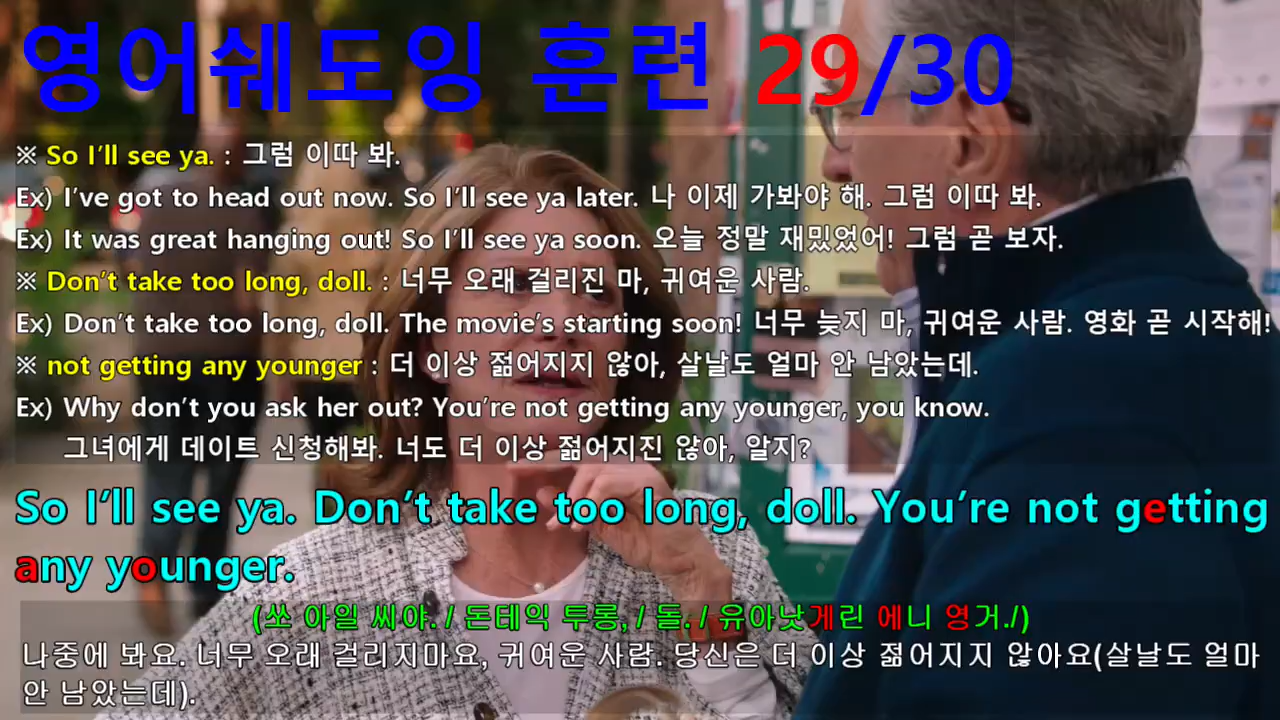 영어쉐도잉 훈련 29/30
※ So I'll see ya. : 그럼 이따 봐.
Ex) I've got to head out now. So I'll see ya later. 나 이제 가봐야 해. 그럼 이따 봐.
Ex) It was great hanging out! So I'll see ya soon. 오늘 정말 재밌었어! 그럼 곧 보자.
※ Don't take too long, doll. : 너무 오래 걸리진 마, 귀여운 사람.
Ex) Don't take too long, doll. The movie's starting soon! 너무 늦지 마, 귀여운 사람. 영화 곧 시작해!
※ not getting any younger : 더 이상 젊어지지 않아, 살날도 얼마 안 남았는데.
Ex) Why don't you ask her out? You're not getting any younger, you know.
그녀에게 데이트 신청해봐. 너도 더 이상 젊어지진 않아, 알지?
So I'll see ya. Don't take too long, doll. You're not getting
any younger.
(쏘 아일 씨야. / 돈테익 투롱, / 돌. / 유아낫게린 에니 영거./)
나중에 봐요. 너무 오래 걸리지마요, 귀여운 사람. 당신은 더 이상 젊어지지 않아요(살날도 얼마
안 남았는데).